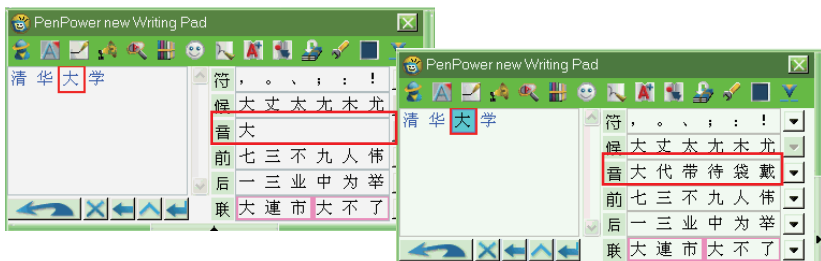 PenPower new Writing Pad
清 华 大 学
符 , 。 、 ; : !
候 大 丈 太 尢 木 尤
音 大
前 七 三 不 九 人 伟
后 一 三 业 中 为 举
联 大 連 市 大 不 了
PenPower new Writing Pad
清 华 大 学
符 , 。 、 ; : !
候 大 丈 太 尢 木 尤
音 大 代 带 待 袋 戴
前 七 三 不 九 人 伟
后 一 三 业 中 为 举
联 大 連 市 大 不 了